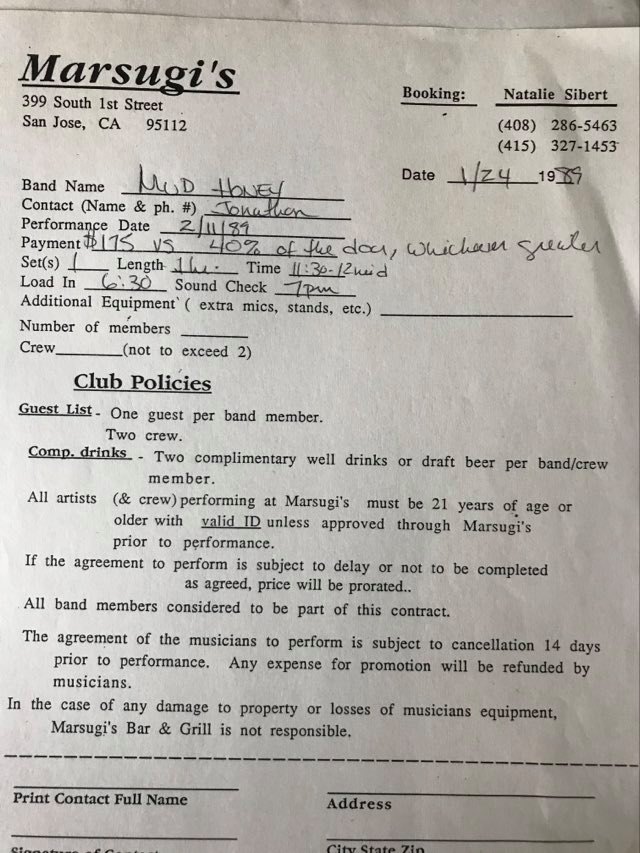 Marsugi's
399 South 1st Street
San Jose, CA 95112
Booking: Natalie Sibert
(408) 286-5463
(415) 327-1453
Date 1/24 1989
Band Name MUD HONEY
Contact (Name & ph. #) Jonathan
Performance Date 2/11/89
Payment $175 VS 40% of the door, whichever greater
Set(s) 1 Length 1 hr. Time 11:30-12mid
Load In 6:30 Sound Check 7pm
Additional Equipment ( extra mics, stands, etc.)
Number of members
Crew (not to exceed 2)
Club Policies
Guest List - One guest per band member.
Two crew.
Comp. drinks - Two complimentary well drinks or draft beer per band/crew
member.
All artists (& crew) performing at Marsugi's must be 21 years of age or
older with valid ID unless approved through Marsugi's
prior to performance.
If the agreement to perform is subject to delay or not to be completed
as agreed, price will be prorated..
All band members considered to be part of this contract.
The agreement of the musicians to perform is subject to cancellation 14 days
prior to performance. Any expense for promotion will be refunded by
musicians.
In the case of any damage to property or losses of musicians equipment,
Marsugi's Bar & Grill is not responsible.
Print Contact Full Name
Address
Signature of Contact
City State Zip